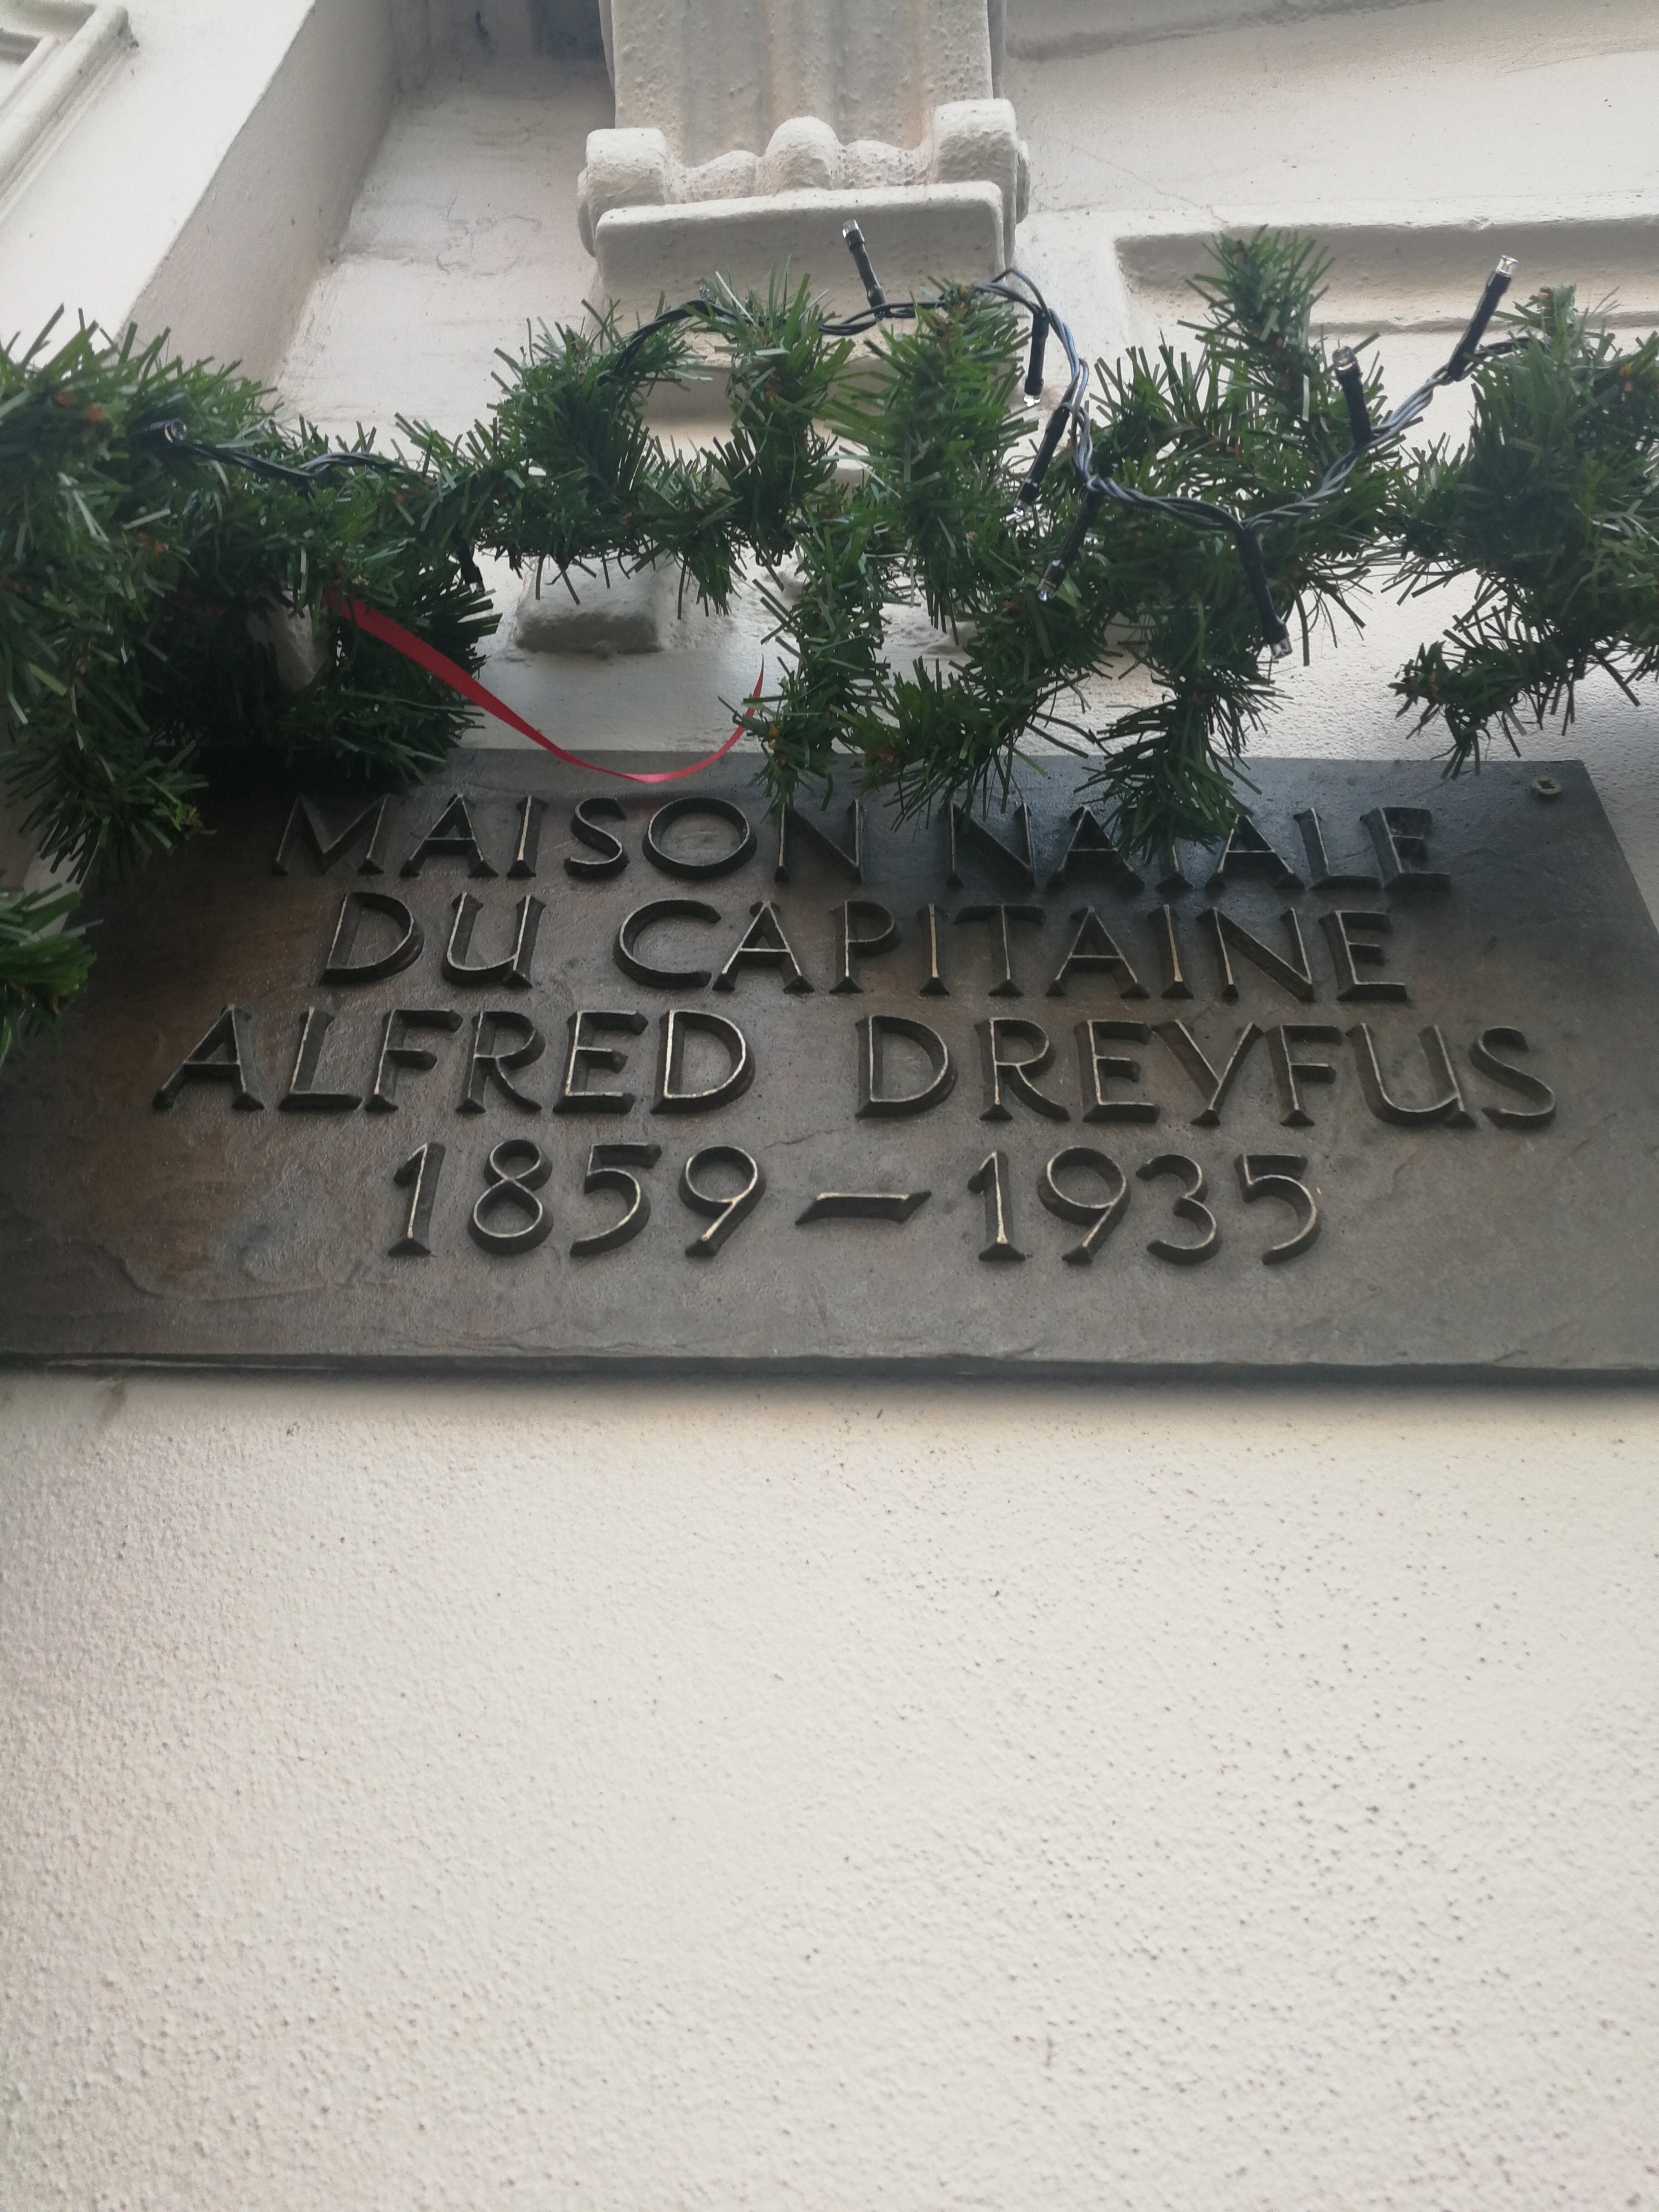 MAISON NATALE
DU CAPITAINE
ALFRED DREYFUS
1859 – 1935